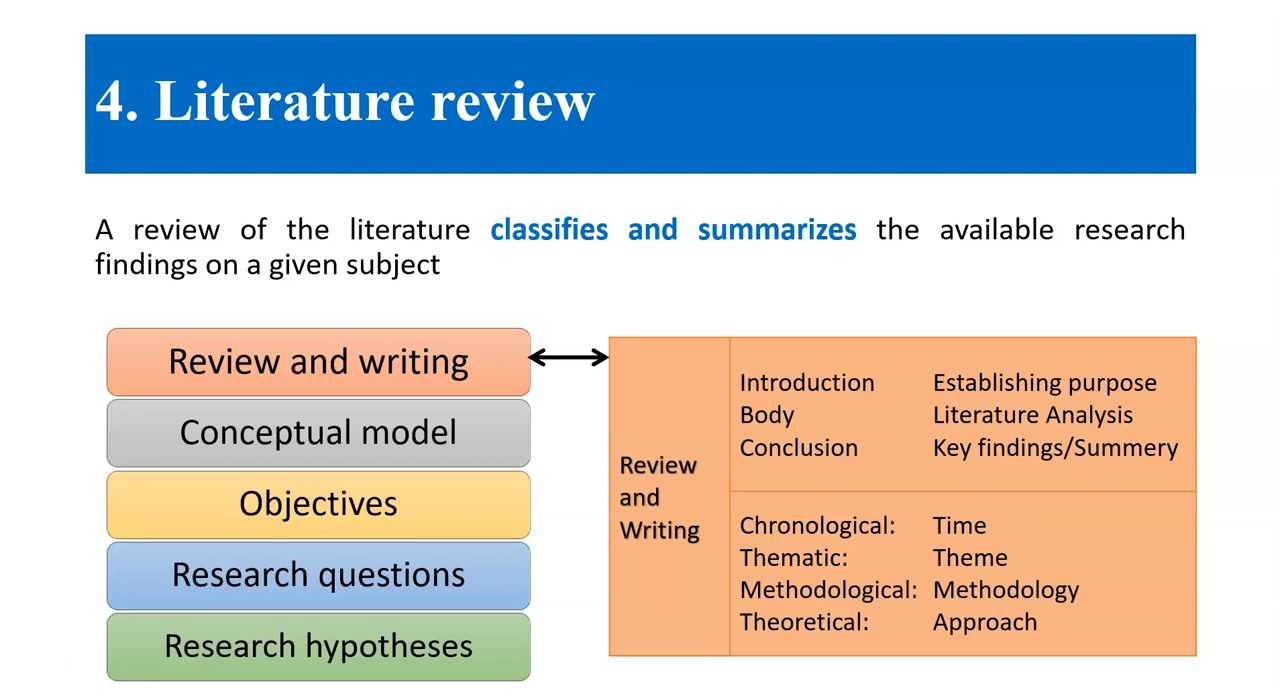 4. Literature review
A review of the literature classifies and summarizes the available research
findings on a given subject
Review and writing
Conceptual model
Objectives
Research questions
Research hypotheses
Review
and
Writing
Introduction Establishing purpose
Body Literature Analysis
Conclusion Key findings/Summery
Chronological: Time
Thematic: Theme
Methodological: Methodology
Theoretical: Approach